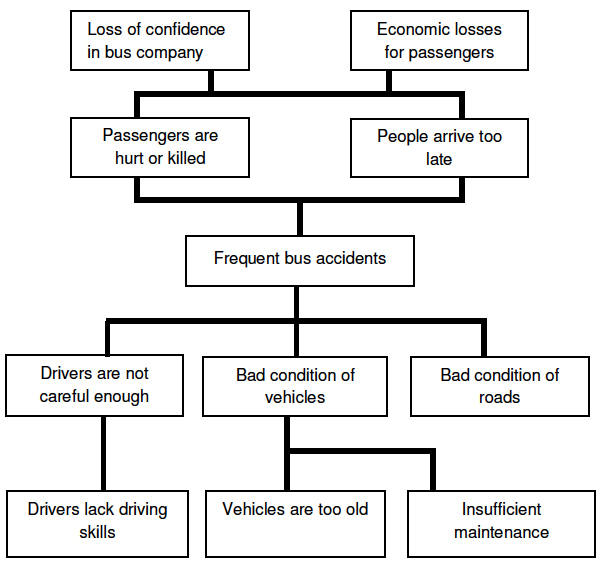 Loss of confidence
in bus company
Economic losses
for passengers
Passengers are
hurt or killed
People arrive too
late
Frequent bus accidents
Drivers are not
careful enough
Bad condition of
vehicles
Bad condition of
roads
Drivers lack driving
skills
Vehicles are too old
Insufficient
maintenance